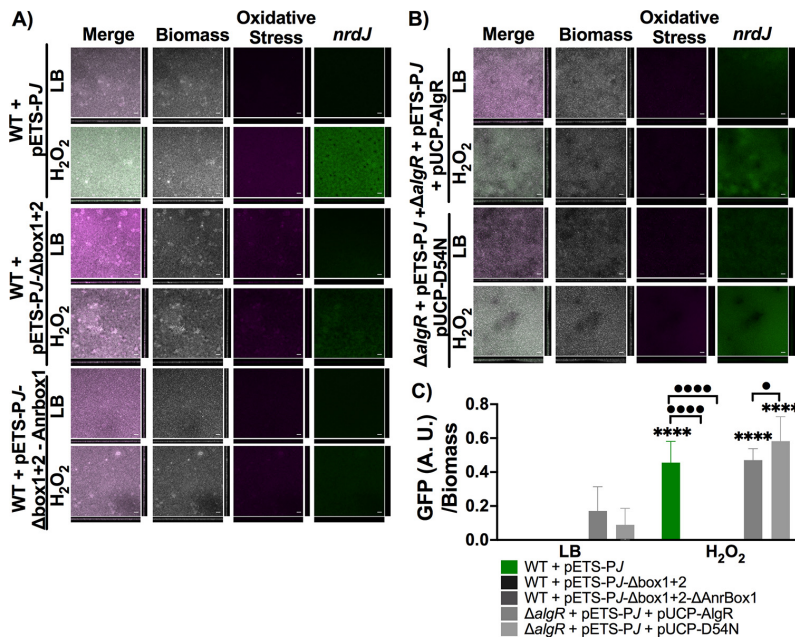 A)
Merge Biomass Oxidative Stress nrdJ
WT + pETS-PJ
LB
H2O2
WT + pETS-PJ-Δbox1+2
LB
H2O2
WT + pETS-PJ-Δbox1+2 - Anrbox1
LB
H2O2
B)
Merge Biomass Oxidative Stress nrdJ
ΔalgR + pETS-PJ + pUCP-AlgR
LB
H2O2
ΔalgR + pETS-PJ + pUCP-D54N
LB
H2O2
C)
GFP (A. U.) /Biomass
0.8
0.6
0.4
0.2
0.0
**** **** ****
LB H2O2
WT + pETS-PJ
WT + pETS-PJ-Δbox1+2
WT + pETS-PJ-Δbox1+2-ΔAnrBox1
ΔalgR + pETS-PJ + pUCP-AlgR
ΔalgR + pETS-PJ + pUCP-D54N